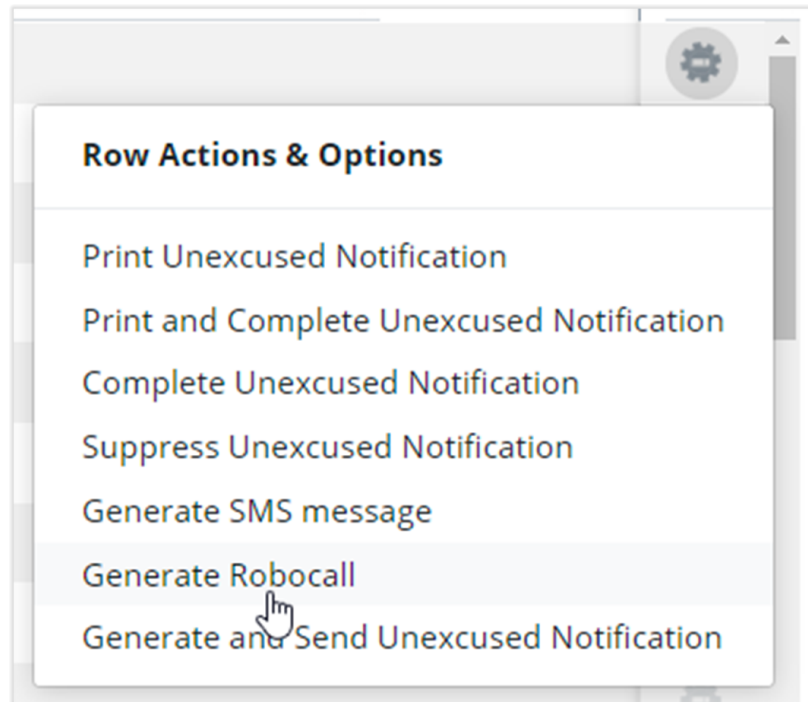 Row Actions & Options
Print Unexcused Notification
Print and Complete Unexcused Notification
Complete Unexcused Notification
Suppress Unexcused Notification
Generate SMS message
Generate Robocall
Generate and Send Unexcused Notification